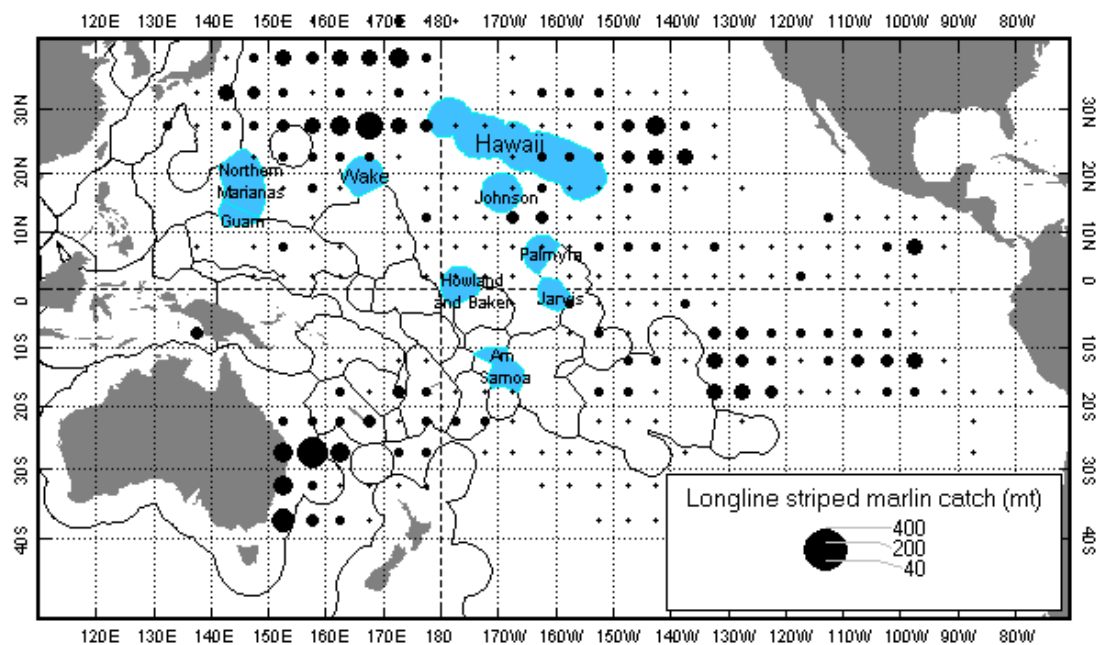 120E 130E 140E 150E 160E 170E 180 170W 160W 150W 140W 130W 120W 110W 100W 90W 80W
30N 30N
Hawaii
20N Northern Wake 20N
Marianas Johnson
Guam
10N 10N
Palmyra
Howland
and Baker Jarvis
0 0
10S Am 10S
Samoa
20S 20S
30S 30S
Longline striped marlin catch (mt)
400
200
40
40S 40S
120E 130E 140E 150E 160E 170E 180 170W 160W 150W 140W 130W 120W 110W 100W 90W 80W